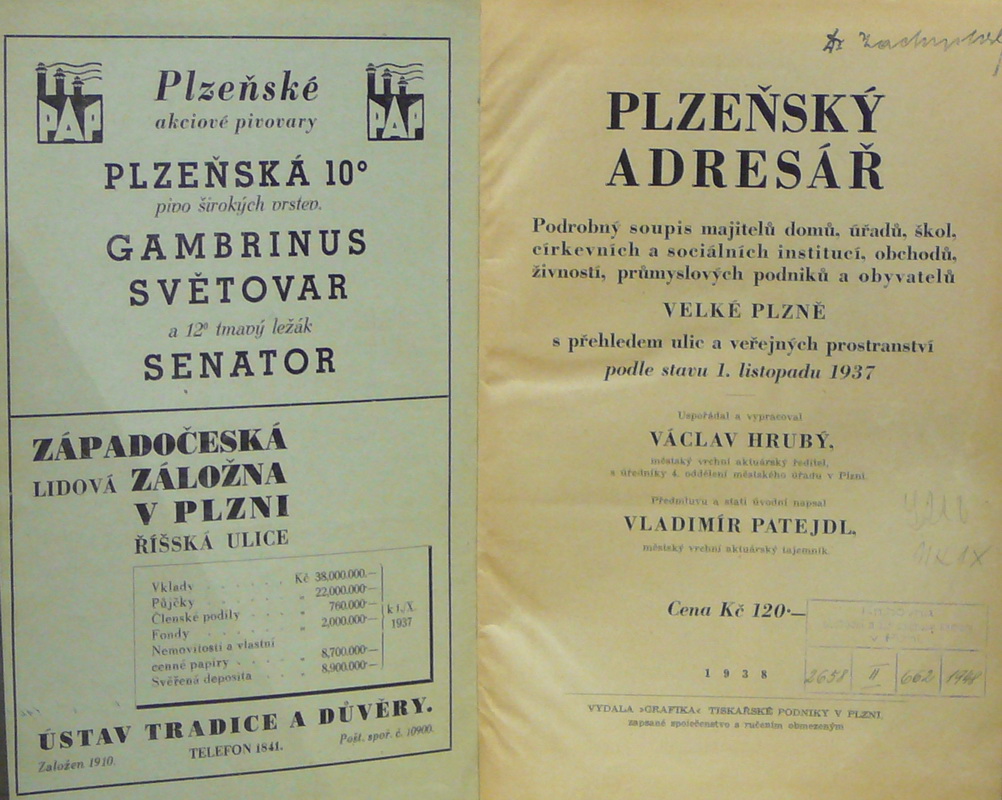 PAP
Plzeňské
PAP
akciové pivovary
PLZEŇSKÁ 10°
pivo širokých vrstev.
GAMBRINUS
SVĚTOVAR
a 12° tmavý ležák
SENATOR
ZÁPADOČESKÁ
LIDOVÁ ZÁLOŽNA
V PLZNI
ŘÍŠSKÁ ULICE
Vklady . . . . . . Kč 38,000.000.—
Půjčky . . . . . . „ 22,000.000—
Členské podíly . . . „ 760.000—
Fondy . . . . . . „ 2,000.000—
Nemovitosti a vlastní
cenné papíry . . . . „ 8,700.000—
Svěřená deposita . . . „ 8,900.000—
k 1./X.
1937
ÚSTAV TRADICE A DŮVĚRY.
Založen 1910.
TELEFON 1841.
Pošt. spoř. č. 10900.
Dr
PLZEŇSKÝ
ADRESÁŘ
Podrobný soupis majitelů domů, úřadů, škol,
církevních a sociálních institucí, obchodů,
živností, průmyslových podniků a obyvatelů
VELKÉ PLZNĚ
s přehledem ulic a veřejných prostranství
podle stavu 1. listopadu 1937
Uspořádal a vypracoval
VÁCLAV HRUBÝ,
městský vrchní aktuárský ředitel,
s úředníky 4. oddělení městského úřadu v Plzni.
Předmluvu a stati úvodní napsal
VLADIMÍR PATEJDL,
městský vrchní aktuárský tajemník.
Cena Kč 120·—
1938
2658 II 662 1948
VYDALA »GRAFIKA« TISKAŘSKÉ PODNIKY V PLZNI,
zapsané společenstvo s ručením obmezeným